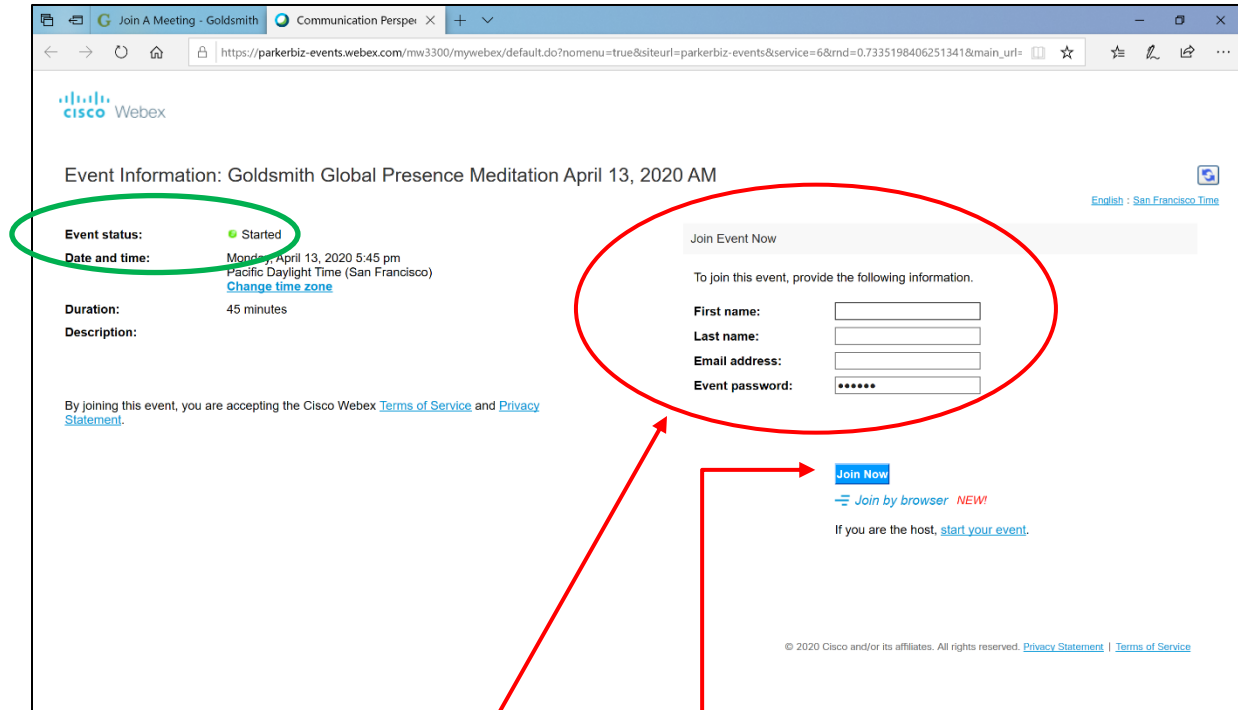 Join A Meeting - Goldsmith
Communication Perspe
https://parkerbiz-events.webex.com/mw3300/mywebex/default.do?nomenu=true&siteurl=parkerbiz-events&service=6&rnd=0.7335198406251341&main_url=
cisco Webex
Event Information: Goldsmith Global Presence Meditation April 13, 2020 AM
English : San Francisco Time
Event status: Started
Date and time: Monday, April 13, 2020 5:45 pm
Pacific Daylight Time (San Francisco)
Change time zone
Duration: 45 minutes
Description:
By joining this event, you are accepting the Cisco Webex Terms of Service and Privacy
Statement.
Join Event Now
To join this event, provide the following information.
First name:
Last name:
Email address:
Event password: ••••••
Join Now
Join by browser NEW!
If you are the host, start your event.
© 2020 Cisco and/or its affiliates. All rights reserved. Privacy Statement | Terms of Service